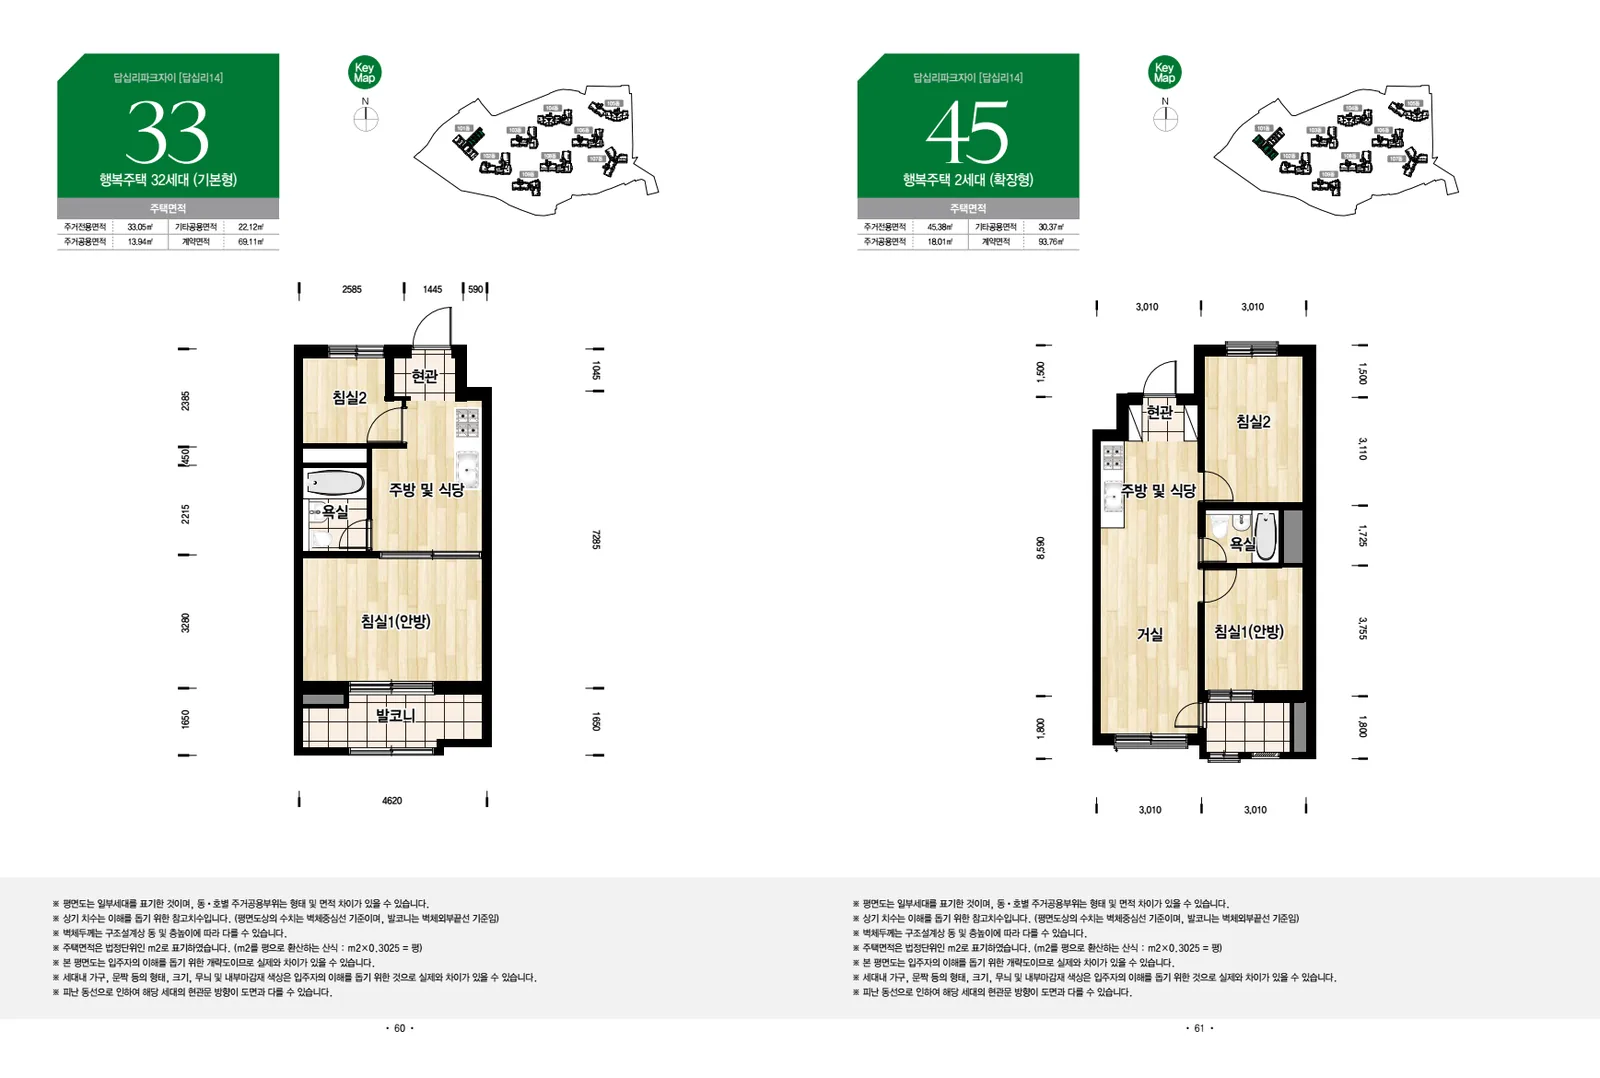 답십리파크자이 [답십리14]
33
행복주택 32세대 (기본형)
주택면적
주거전용면적 33.05㎡ 기타공용면적 22.12㎡
주거공용면적 13.94㎡ 계약면적 69.11㎡
Key
Map
N
101동
102동
103동
104동
105동
106동
107동
108동
109동
2585
1445
590
2385
450
2215
3280
1650
1045
7285
1650
4620
현관
침실2
주방 및 식당
욕실
침실1(안방)
발코니
※ 평면도는 일부세대를 표기한 것이며, 동•호별 주거공용부위는 형태 및 면적 차이가 있을 수 있습니다.
※ 상기 치수는 이해를 돕기 위한 참고치수입니다. (평면도상의 수치는 벽체중심선 기준이며, 발코니는 벽체외부끝선 기준임)
※ 벽체두께는 구조설계상 동 및 층높이에 따라 다를 수 있습니다.
※ 주택면적은 법정단위인 m2로 표기하였습니다. (m2를 평으로 환산하는 산식 : m2×0.3025 = 평)
※ 본 평면도는 입주자의 이해를 돕기 위한 개략도이므로 실제와 차이가 있을 수 있습니다.
※ 세대내 가구, 문짝 등의 형태, 크기, 무늬 및 내부마감재 색상은 입주자의 이해를 돕기 위한 것으로 실제와 차이가 있을 수 있습니다.
※ 피난 동선으로 인하여 해당 세대의 현관문 방향이 도면과 다를 수 있습니다.
• 60 •
답십리파크자이 [답십리14]
45
행복주택 2세대 (확장형)
주택면적
주거전용면적 45.38㎡ 기타공용면적 30.37㎡
주거공용면적 18.01㎡ 계약면적 93.76㎡
Key
Map
N
3,010
3,010
1,500
8,590
1,800
1,500
3,110
1,725
3,755
1,800
3,010
3,010
현관
침실2
주방 및 식당
욕실
거실
침실1(안방)
※ 평면도는 일부세대를 표기한 것이며, 동•호별 주거공용부위는 형태 및 면적 차이가 있을 수 있습니다.
※ 상기 치수는 이해를 돕기 위한 참고치수입니다. (평면도상의 수치는 벽체중심선 기준이며, 발코니는 벽체외부끝선 기준임)
※ 벽체두께는 구조설계상 동 및 층높이에 따라 다를 수 있습니다.
※ 주택면적은 법정단위인 m2로 표기하였습니다. (m2를 평으로 환산하는 산식 : m2×0.3025 = 평)
※ 본 평면도는 입주자의 이해를 돕기 위한 개략도이므로 실제와 차이가 있을 수 있습니다.
※ 세대내 가구, 문짝 등의 형태, 크기, 무늬 및 내부마감재 색상은 입주자의 이해를 돕기 위한 것으로 실제와 차이가 있을 수 있습니다.
※ 피난 동선으로 인하여 해당 세대의 현관문 방향이 도면과 다를 수 있습니다.
• 61 •